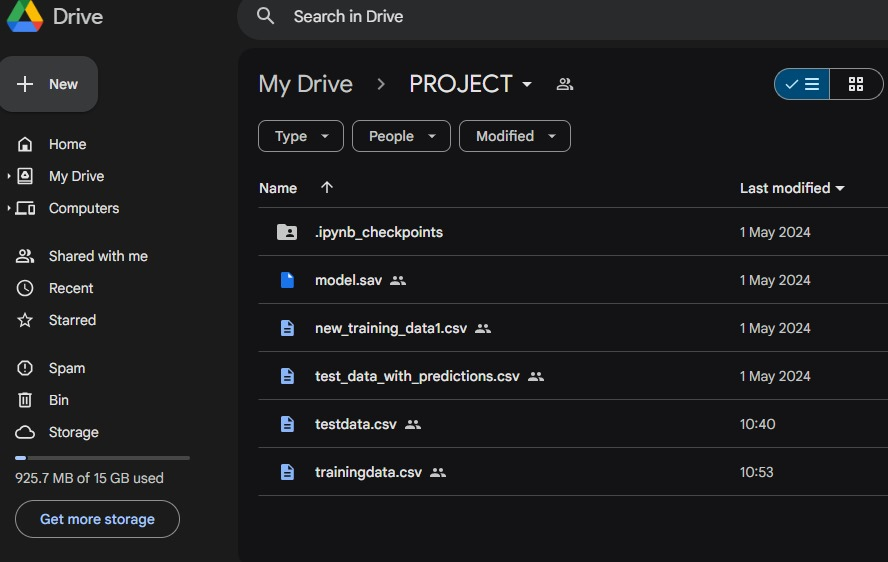 Drive
Search in Drive
New
My Drive > PROJECT
Type
People
Modified
Home
My Drive
Computers
Shared with me
Recent
Starred
Spam
Bin
Storage
925.7 MB of 15 GB used
Get more storage
Name
Last modified
.ipynb_checkpoints 1 May 2024
model.sav 1 May 2024
new_training_data1.csv 1 May 2024
test_data_with_predictions.csv 1 May 2024
testdata.csv 10:40
trainingdata.csv 10:53